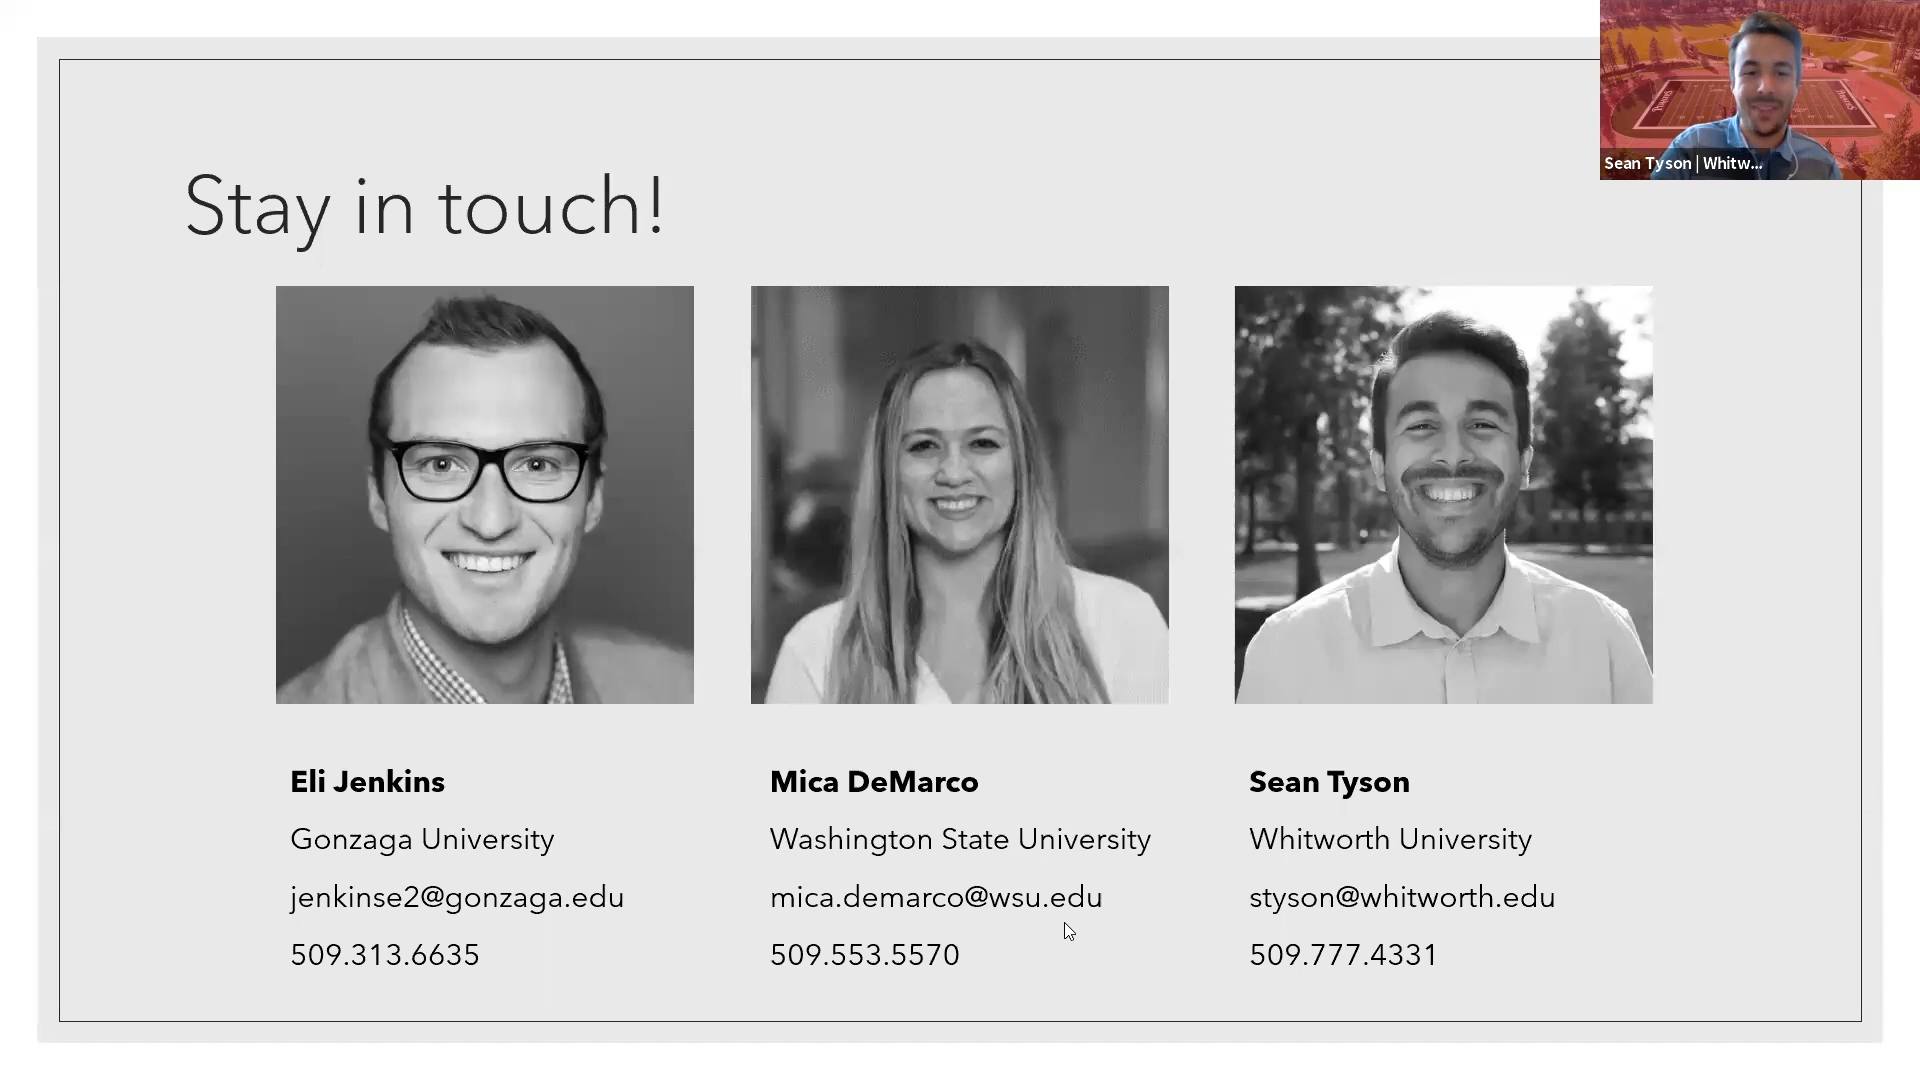 Sean Tyson | Whitw...
Stay in touch!
Eli Jenkins
Gonzaga University
jenkinse2@gonzaga.edu
509.313.6635
Mica DeMarco
Washington State University
mica.demarco@wsu.edu
509.553.5570
Sean Tyson
Whitworth University
styson@whitworth.edu
509.777.4331